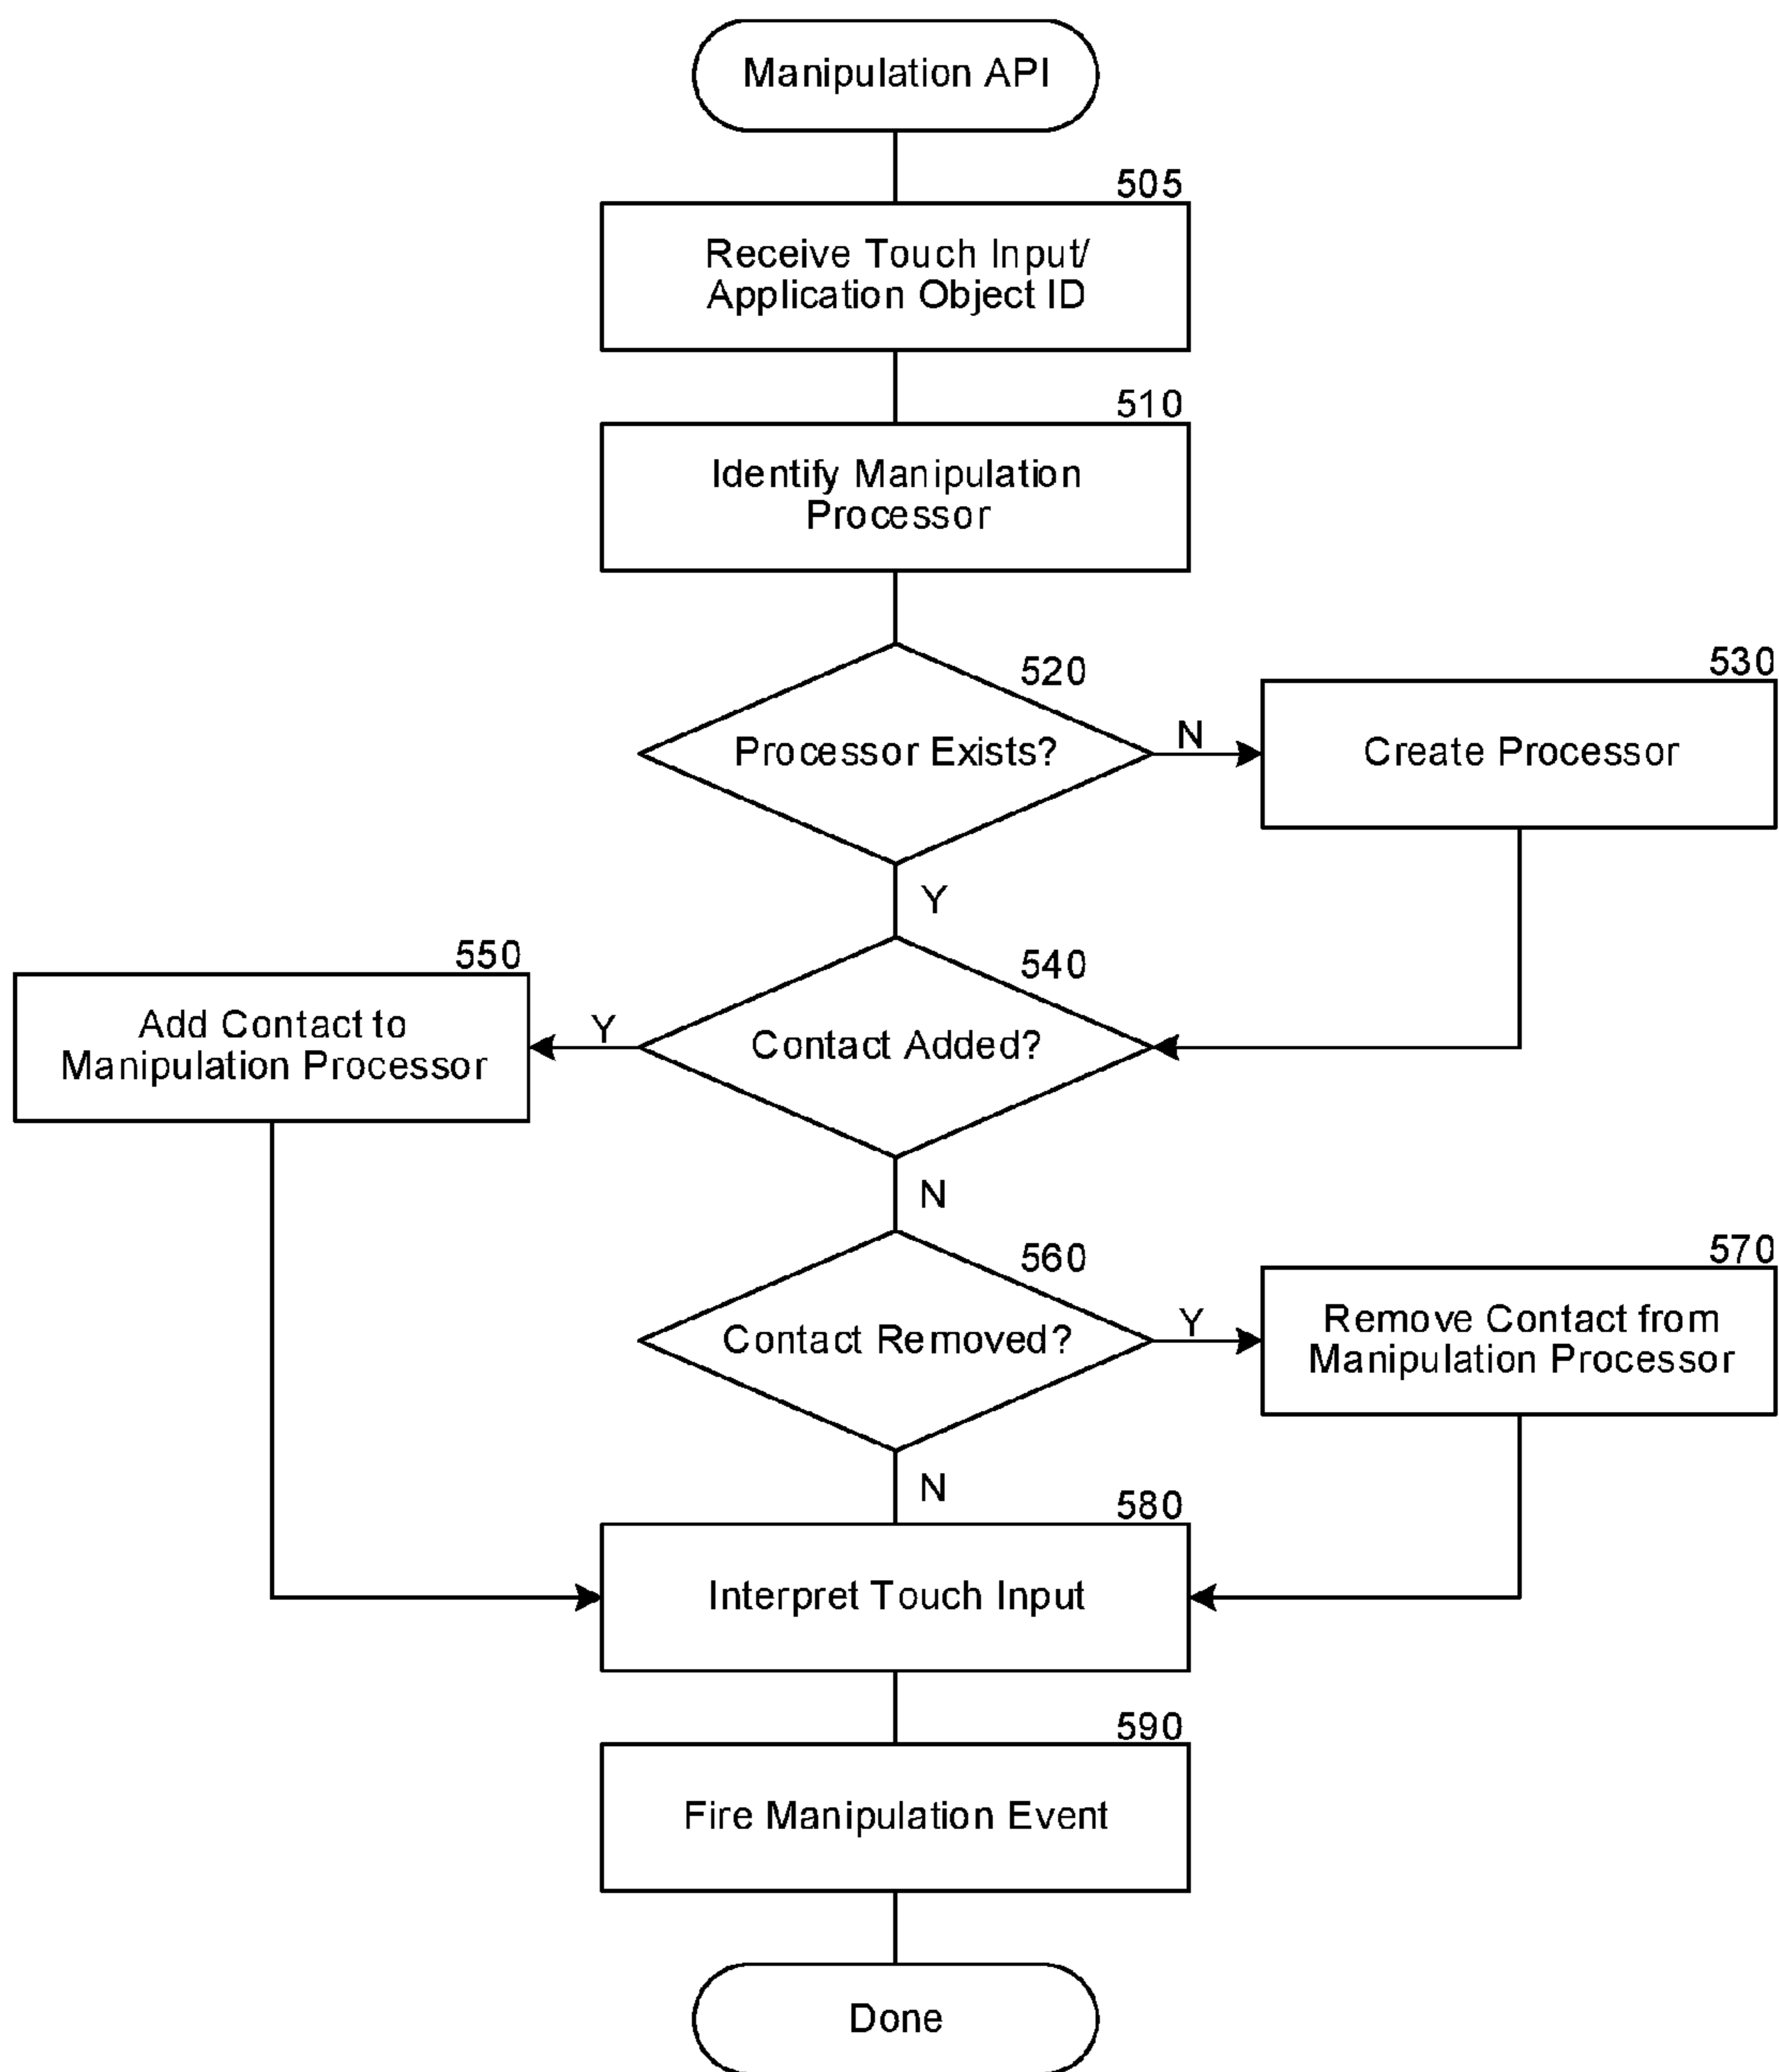 Manipulation API
505
Receive Touch Input/
Application Object ID
510
Identify Manipulation
Processor
520
Processor Exists?
N
530
Create Processor
Y
540
Contact Added?
Y
550
Add Contact to
Manipulation Processor
N
560
Contact Removed?
Y
570
Remove Contact from
Manipulation Processor
N
580
Interpret Touch Input
590
Fire Manipulation Event
Done